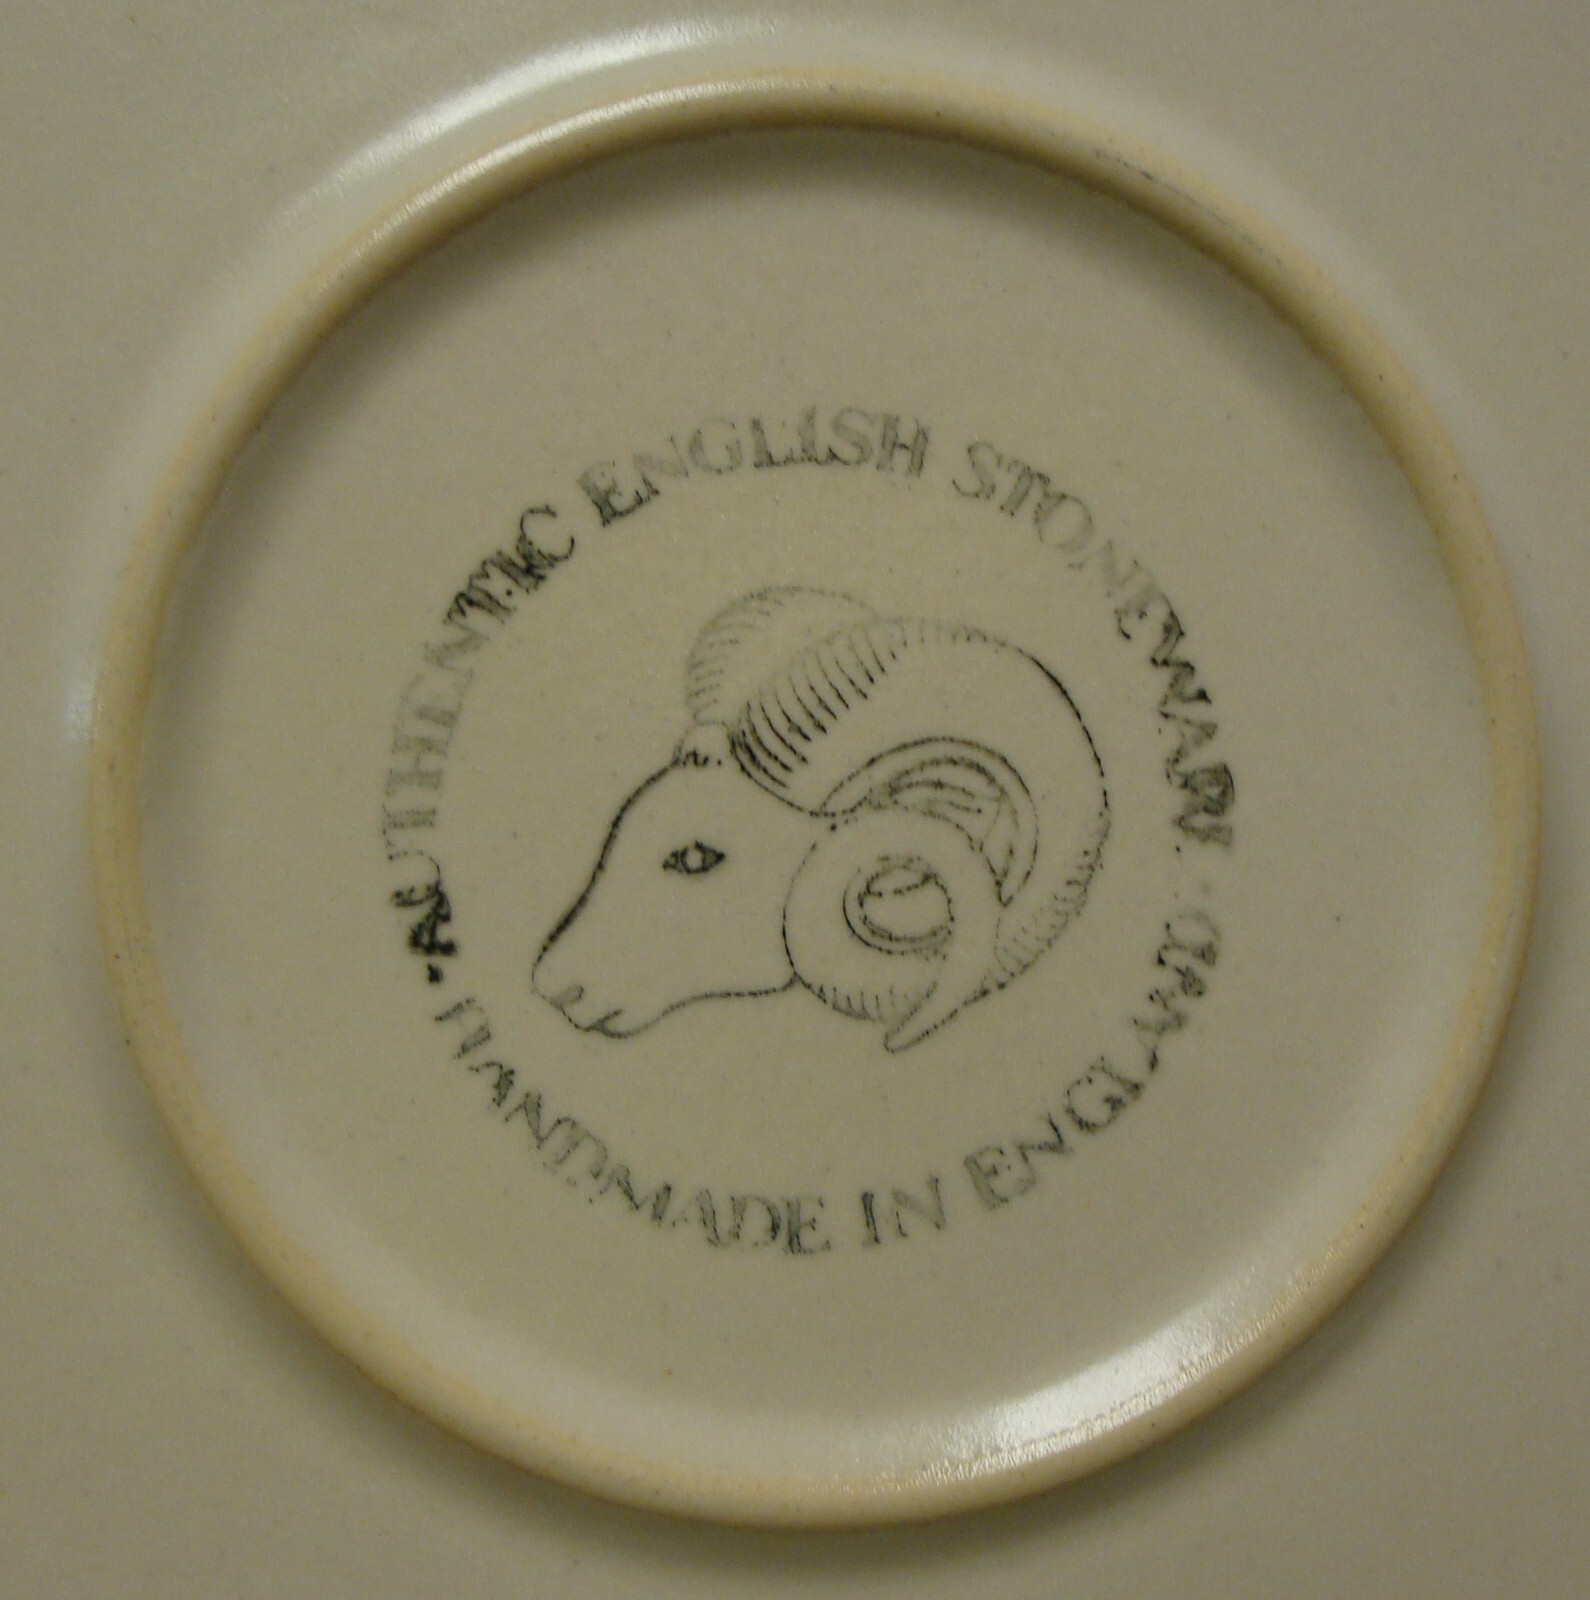 AUTHENTIC ENGLISH STONEWARE
HANDMADE IN ENGLAND